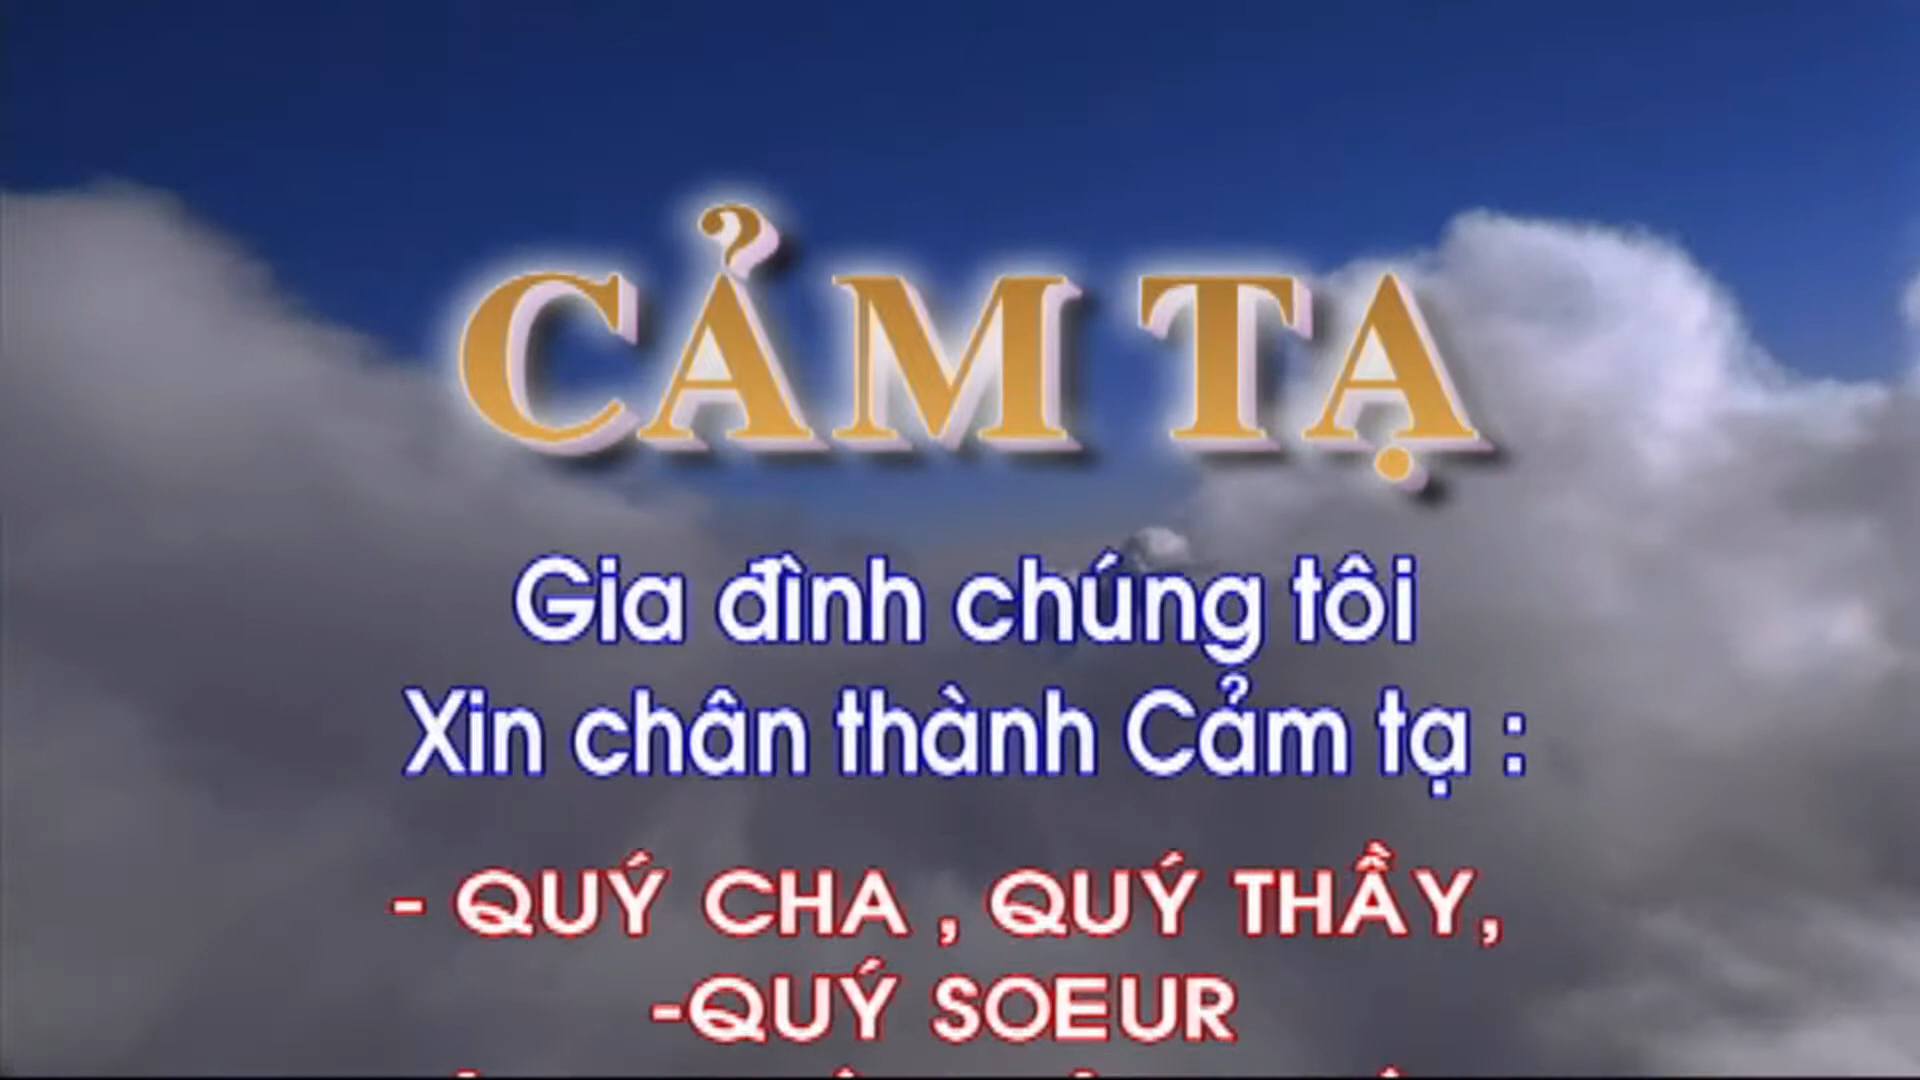 CẢM TẠ
Gia đình chúng tôi
Xin chân thành Cảm tạ :
- QUÝ CHA , QUÝ THẦY,
-QUÝ SOEUR